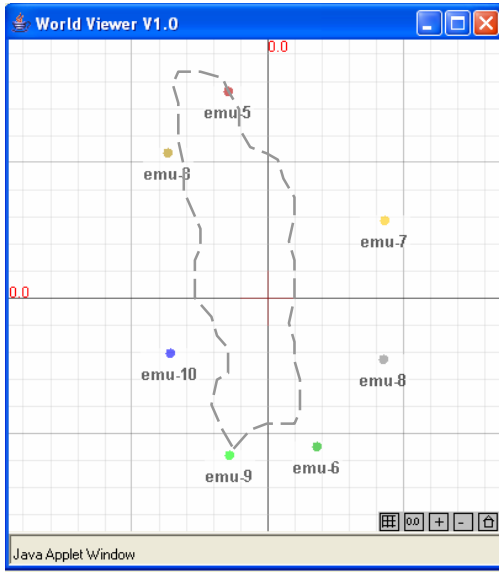 World Viewer V1.0
0.0
emu-5
emu-3
emu-7
0.0
emu-10
emu-8
emu-9
emu-6
0.0 + -
Java Applet Window